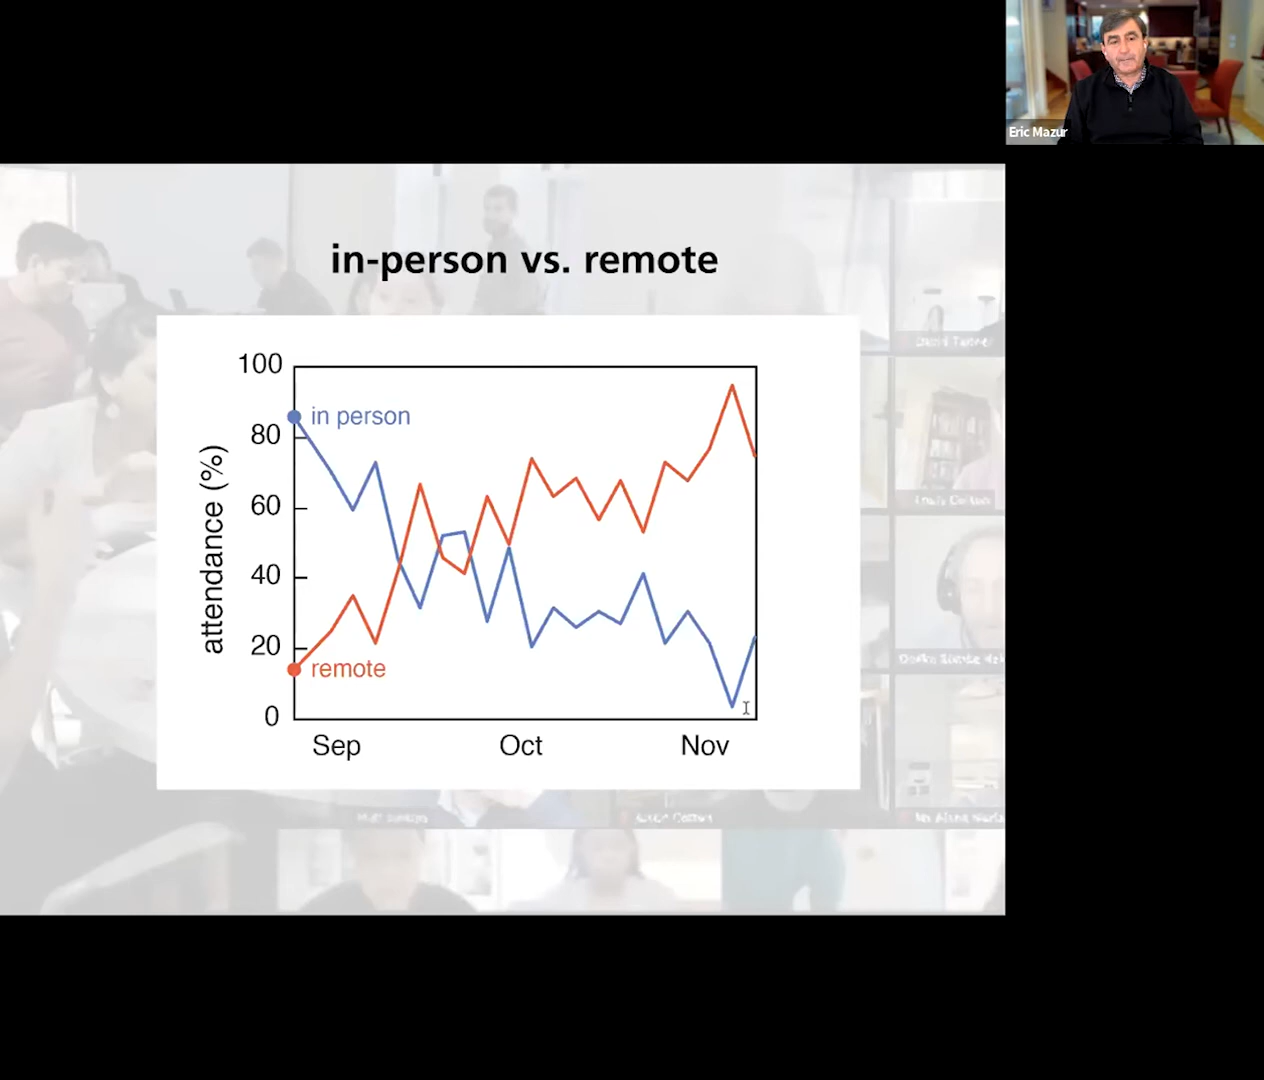 Eric Mazur
in-person vs. remote
100
80
60
40
20
0
attendance (%)
in person
remote
Sep
Oct
Nov